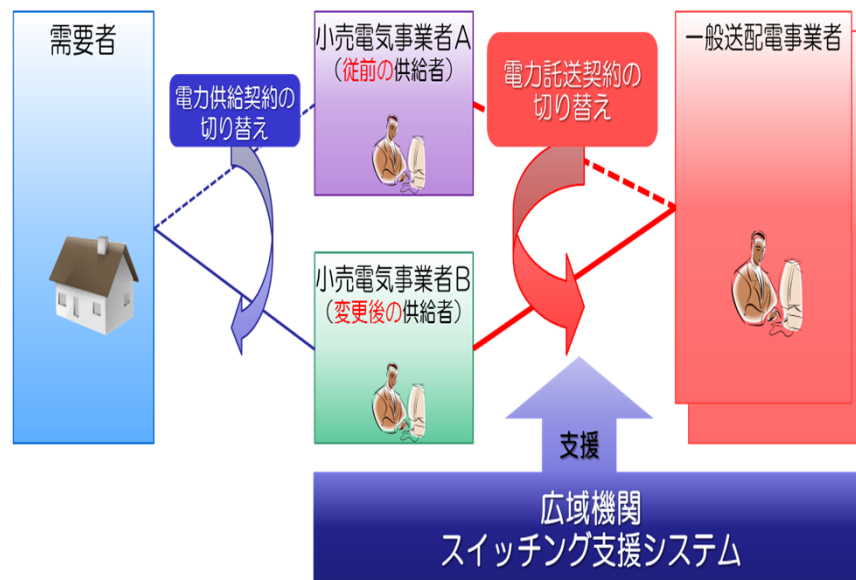 需要者
電力供給契約の
切り替え
小売電気事業者A
（従前の供給者）
電力託送契約の
切り替え
一般送配電事業者
小売電気事業者B
（変更後の供給者）
支援
広域機関
スイッチング支援システム